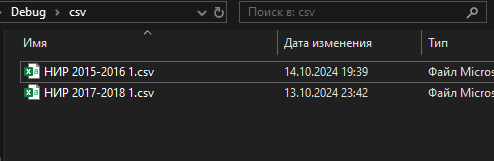 Debug > csv
Поиск в: csv
Имя Дата изменения Тип
НИР 2015-2016 1.csv 14.10.2024 19:39 Файл Micros
НИР 2017-2018 1.csv 13.10.2024 23:42 Файл Micros